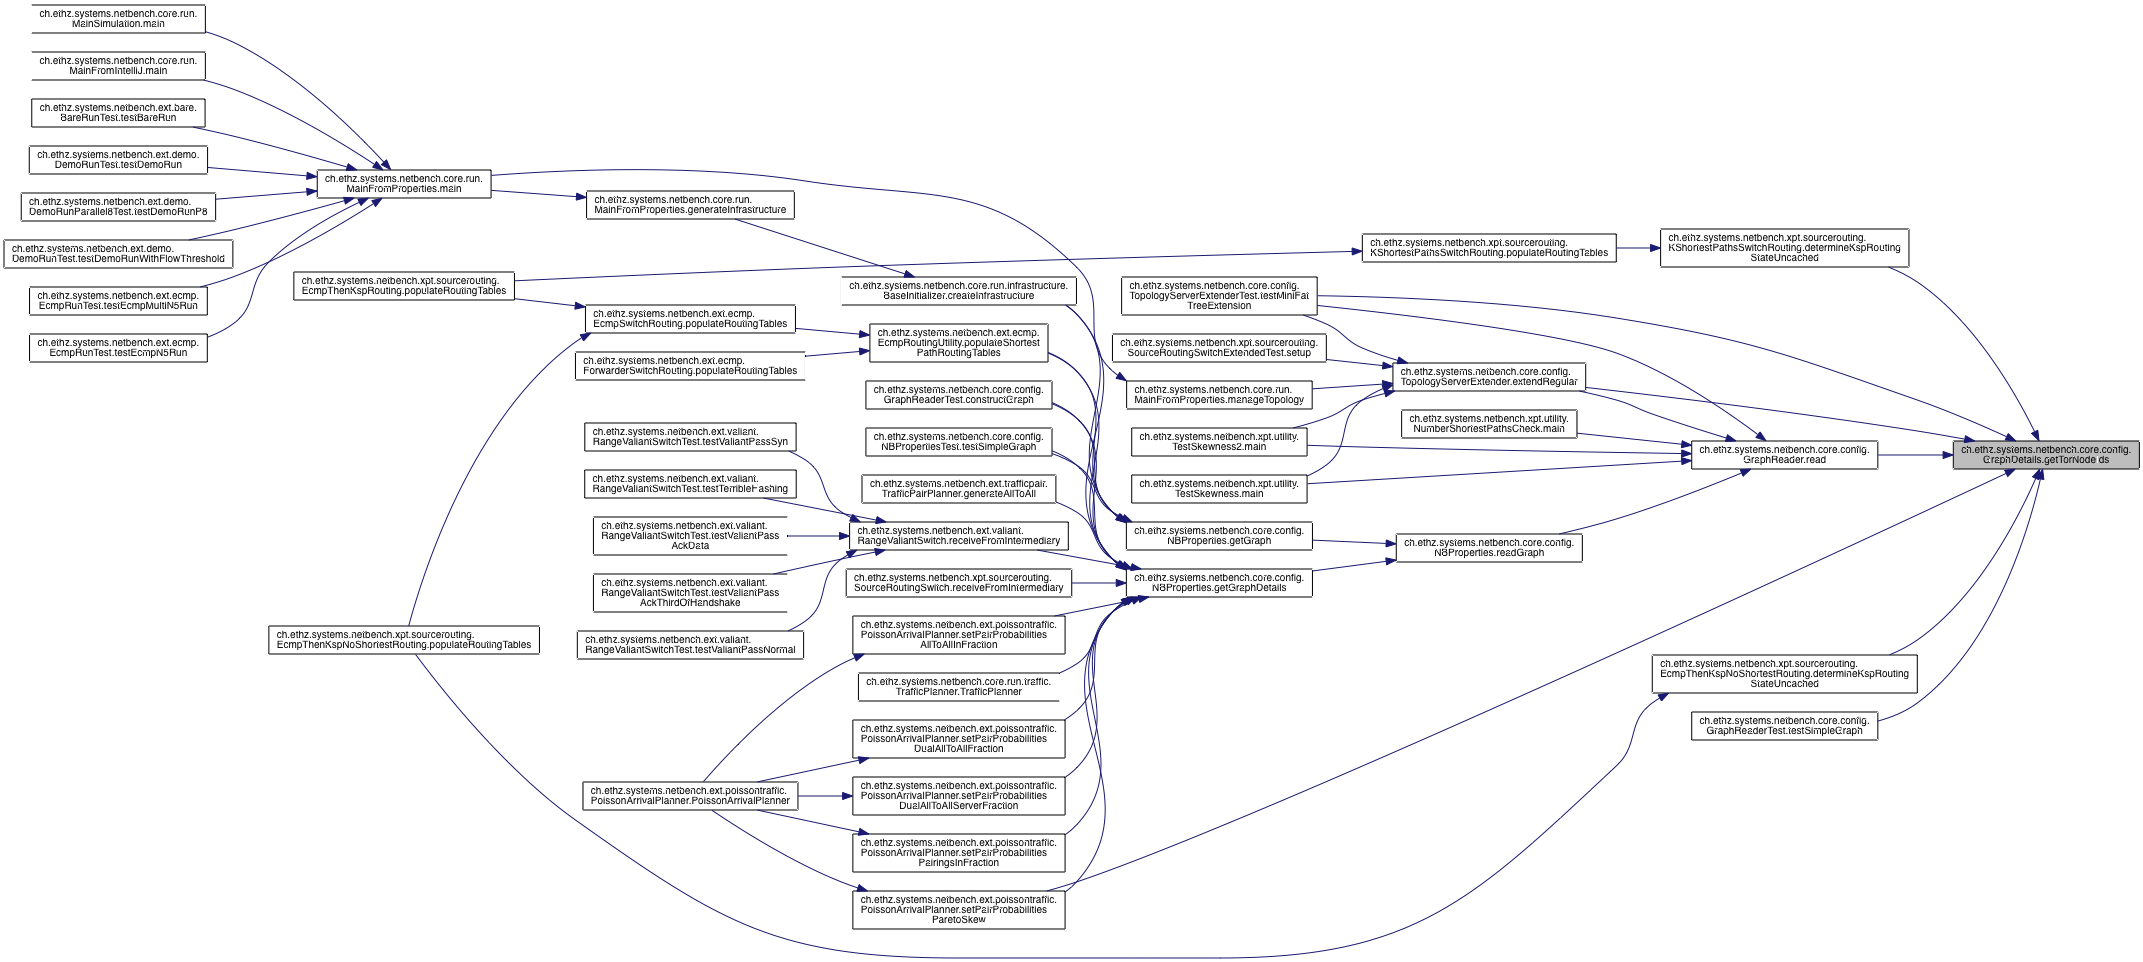 ch.ethz.systems.netbench.core.run.
MainSimulation.main
ch.ethz.systems.netbench.core.run.
MainFromIntelliJ.main
ch.ethz.systems.netbench.ext.bare.
BareRunTest.testBareRun
ch.ethz.systems.netbench.ext.demo.
DemoRunTest.testDemoRun
ch.ethz.systems.netbench.ext.demo.
DemoRunParallel8Test.testDemoRunP8
ch.ethz.systems.netbench.ext.demo.
DemoRunTest.testDemoRunWithFlowThreshold
ch.ethz.systems.netbench.ext.ecmp.
EcmpRunTest.testEcmpMultiN5Run
ch.ethz.systems.netbench.ext.ecmp.
EcmpRunTest.testEcmpN5Run
ch.ethz.systems.netbench.core.run.
MainFromProperties.main
ch.ethz.systems.netbench.xpt.sourcerouting.
EcmpThenKspRouting.populateRoutingTables
ch.ethz.systems.netbench.xpt.sourcerouting.
EcmpThenKspNoShortestRouting.populateRoutingTables
ch.ethz.systems.netbench.core.run.
MainFromProperties.generateInfrastructure
ch.ethz.systems.netbench.ext.ecmp.
EcmpSwitchRouting.populateRoutingTables
ch.ethz.systems.netbench.ext.ecmp.
ForwarderSwitchRouting.populateRoutingTables
ch.ethz.systems.netbench.ext.valiant.
RangeValiantSwitchTest.testValiantPassSyn
ch.ethz.systems.netbench.ext.valiant.
RangeValiantSwitchTest.testTerribleHashing
ch.ethz.systems.netbench.ext.valiant.
RangeValiantSwitchTest.testValiantPass
AckData
ch.ethz.systems.netbench.ext.valiant.
RangeValiantSwitchTest.testValiantPass
AckThirdOfHandshake
ch.ethz.systems.netbench.ext.valiant.
RangeValiantSwitchTest.testValiantPassNormal
ch.ethz.systems.netbench.ext.poissontraffic.
PoissonArrivalPlanner.PoissonArrivalPlanner
ch.ethz.systems.netbench.core.run.infrastructure.
BaseInitializer.createInfrastructure
ch.ethz.systems.netbench.ext.ecmp.
EcmpRoutingUtility.populateShortest
PathRoutingTables
ch.ethz.systems.netbench.core.config.
GraphReaderTest.constructGraph
ch.ethz.systems.netbench.core.config.
NBPropertiesTest.testSimpleGraph
ch.ethz.systems.netbench.ext.trafficpair.
TrafficPairPlanner.generateAllToAll
ch.ethz.systems.netbench.ext.valiant.
RangeValiantSwitch.receiveFromIntermediary
ch.ethz.systems.netbench.xpt.sourcerouting.
SourceRoutingSwitch.receiveFromIntermediary
ch.ethz.systems.netbench.ext.poissontraffic.
PoissonArrivalPlanner.setPairProbabilities
AllToAllInFraction
ch.ethz.systems.netbench.core.run.traffic.
TrafficPlanner.TrafficPlanner
ch.ethz.systems.netbench.ext.poissontraffic.
PoissonArrivalPlanner.setPairProbabilities
DualAllToAllFraction
ch.ethz.systems.netbench.ext.poissontraffic.
PoissonArrivalPlanner.setPairProbabilities
DualAllToAllServerFraction
ch.ethz.systems.netbench.ext.poissontraffic.
PoissonArrivalPlanner.setPairProbabilities
PairingsInFraction
ch.ethz.systems.netbench.ext.poissontraffic.
PoissonArrivalPlanner.setPairProbabilities
ParetoSkew
ch.ethz.systems.netbench.core.config.
TopologyServerExtenderTest.testMiniFat
TreeExtension
ch.ethz.systems.netbench.xpt.sourcerouting.
SourceRoutingSwitchExtendedTest.setup
ch.ethz.systems.netbench.core.run.
MainFromProperties.manageTopology
ch.ethz.systems.netbench.xpt.utility.
TestSkewness2.main
ch.ethz.systems.netbench.xpt.utility.
TestSkewness.main
ch.ethz.systems.netbench.core.config.
NBProperties.getGraph
ch.ethz.systems.netbench.core.config.
NBProperties.getGraphDetails
ch.ethz.systems.netbench.xpt.sourcerouting.
KShortestPathsSwitchRouting.populateRoutingTables
ch.ethz.systems.netbench.core.config.
TopologyServerExtender.extendRegular
ch.ethz.systems.netbench.xpt.utility.
NumberShortestPathsCheck.main
ch.ethz.systems.netbench.core.config.
NBProperties.readGraph
ch.ethz.systems.netbench.xpt.sourcerouting.
KShortestPathsSwitchRouting.determineKspRouting
StateUncached
ch.ethz.systems.netbench.core.config.
GraphReader.read
ch.ethz.systems.netbench.xpt.sourcerouting.
EcmpThenKspNoShortestRouting.determineKspRouting
StateUncached
ch.ethz.systems.netbench.core.config.
GraphReaderTest.testSimpleGraph
ch.ethz.systems.netbench.core.config.
GraphDetails.getTorNodeIds